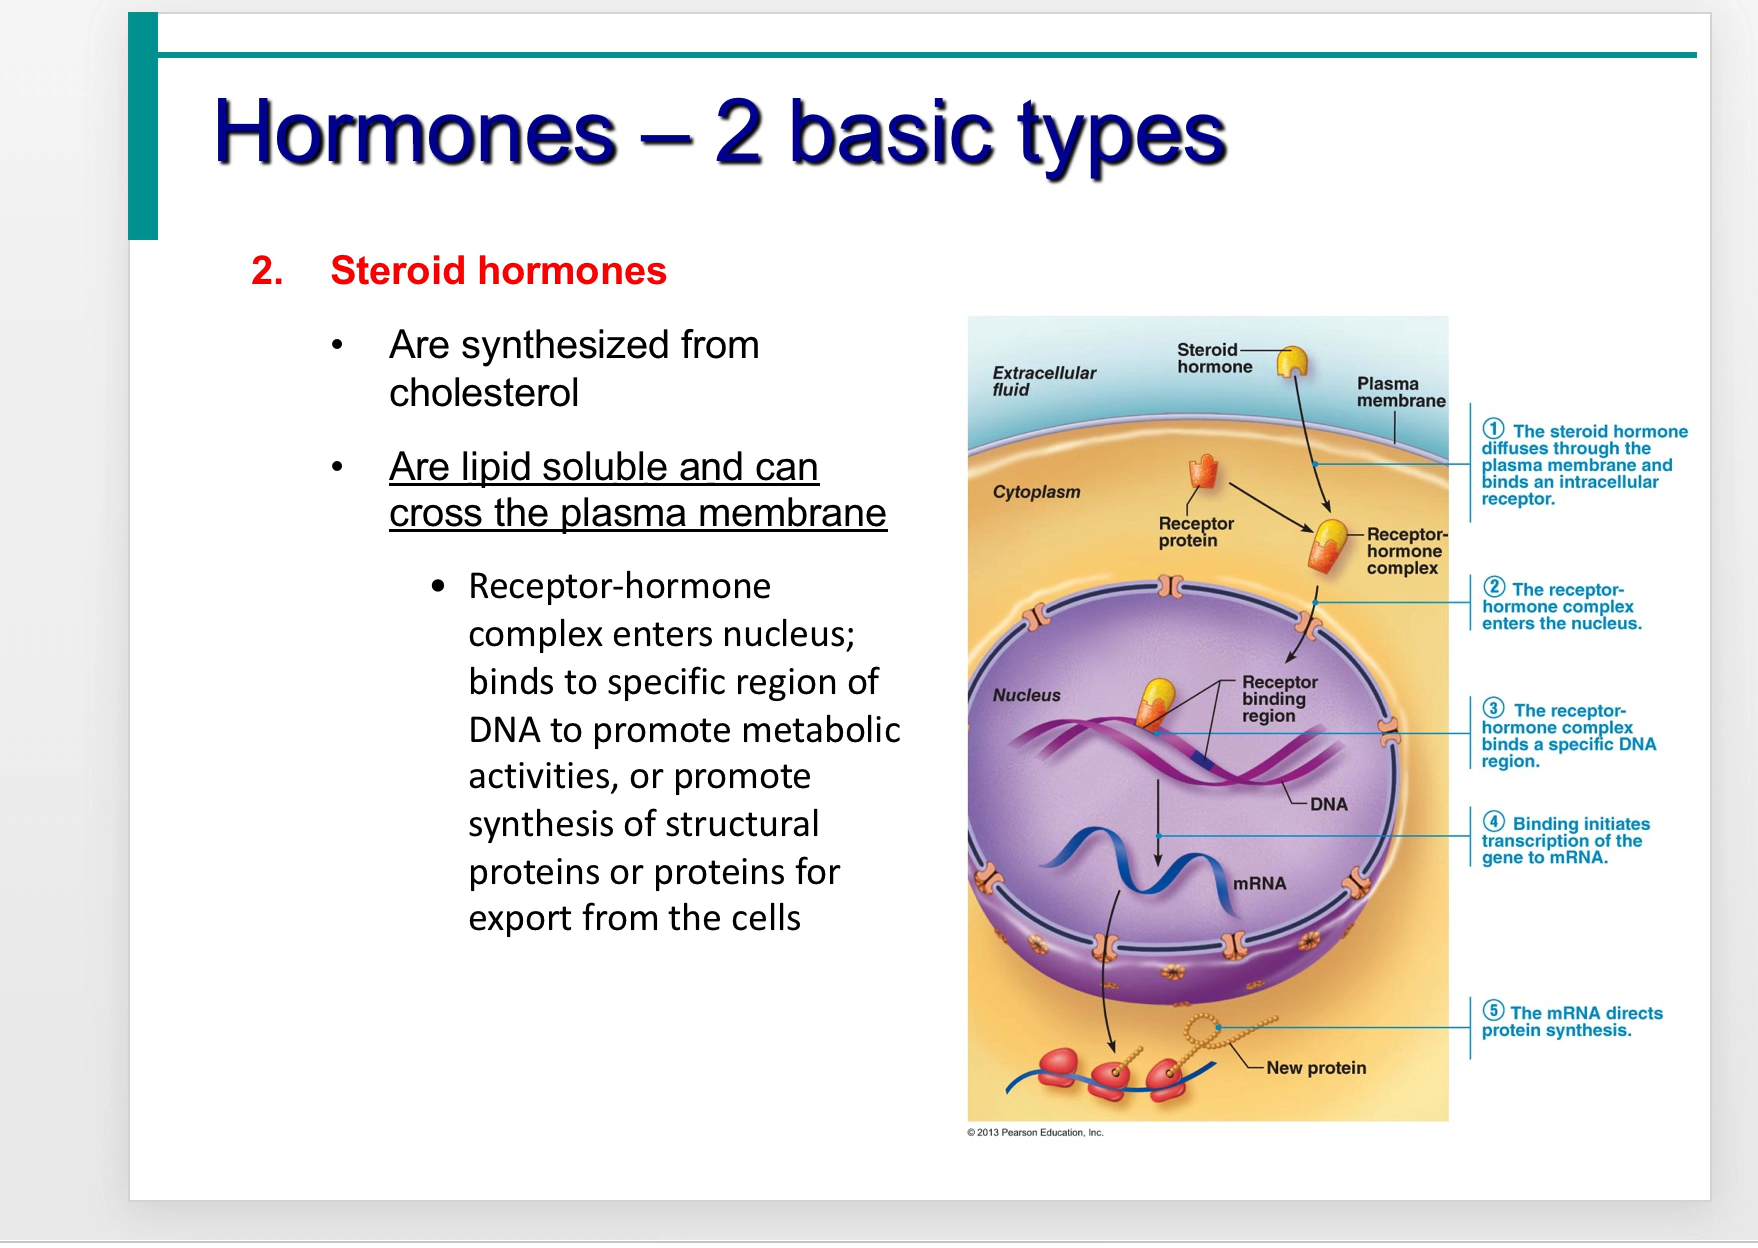 Hormones – 2 basic types
2. Steroid hormones
• Are synthesized from
cholesterol
• Are lipid soluble and can
cross the plasma membrane
• Receptor-hormone
complex enters nucleus;
binds to specific region of
DNA to promote metabolic
activities, or promote
synthesis of structural
proteins or proteins for
export from the cells
Steroid
hormone
Extracellular
fluid
Plasma
membrane
① The steroid hormone
diffuses through the
plasma membrane and
binds an intracellular
receptor.
Cytoplasm
Receptor
protein
Receptor-
hormone
complex
② The receptor-
hormone complex
enters the nucleus.
Nucleus
Receptor
binding
region
③ The receptor-
hormone complex
binds a specific DNA
region.
DNA
④ Binding initiates
transcription of the
gene to mRNA.
mRNA
⑤ The mRNA directs
protein synthesis.
New protein
© 2013 Pearson Education, Inc.